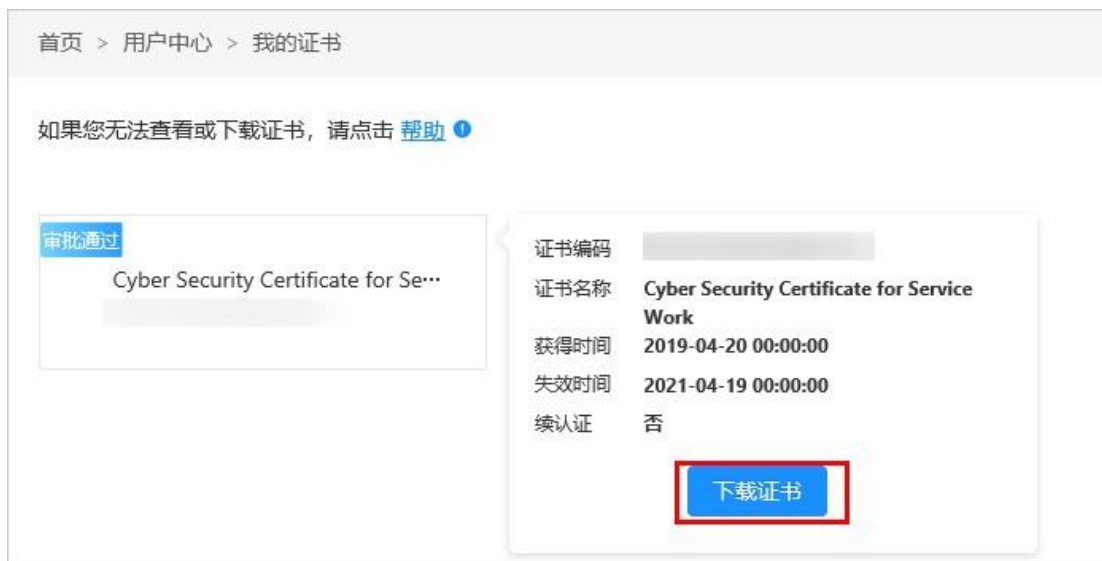 首页 > 用户中心 > 我的证书
如果您无法查看或下载证书，请点击 帮助
审批通过
Cyber Security Certificate for Se···
证书编码
证书名称 Cyber Security Certificate for Service
Work
获得时间 2019-04-20 00:00:00
失效时间 2021-04-19 00:00:00
续认证 否
下载证书